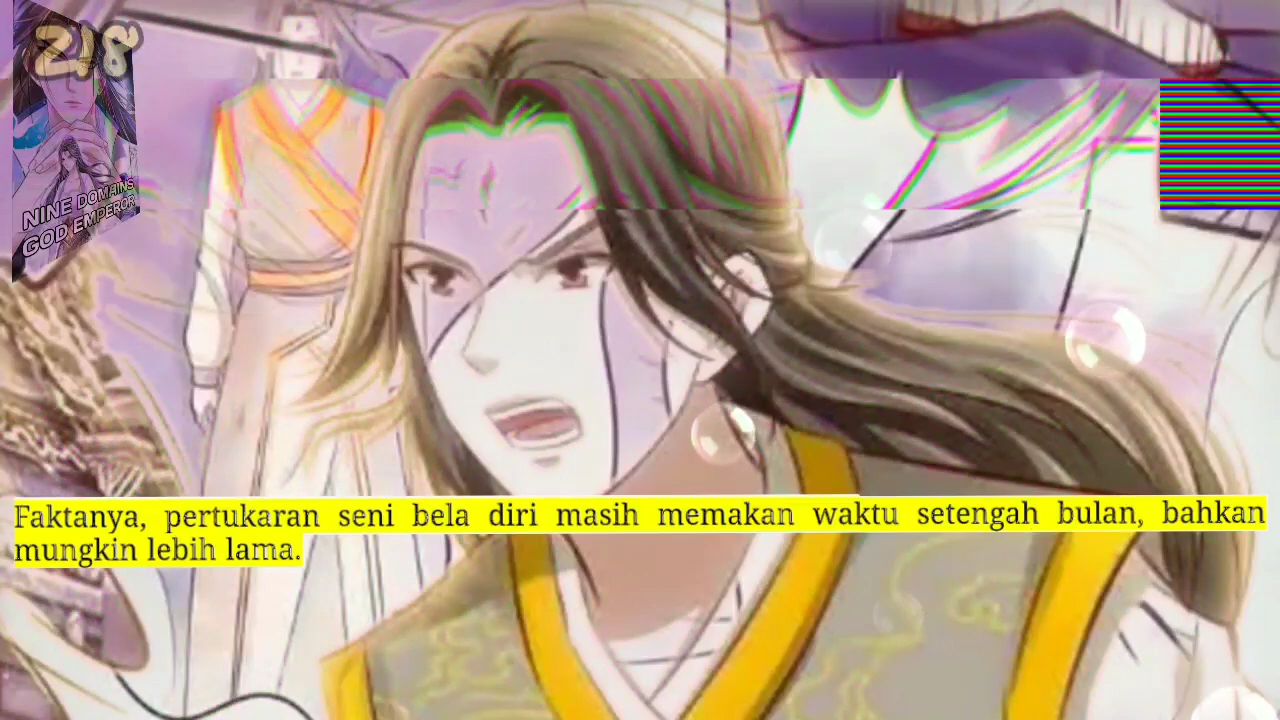 218
NINE DOMAINS
GOD EMPEROR
Faktanya, pertukaran seni bela diri masih memakan waktu setengah bulan, bahkan
mungkin lebih lama.